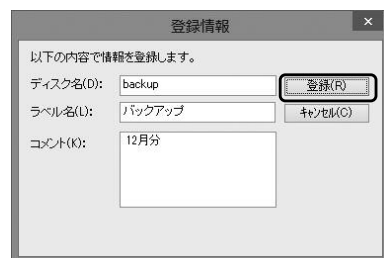 登録情報
以下の内容で情報を登録します。
ディスク名(D): backup 登録(R)
ラベル名(L): バックアップ キャンセル(C)
コメント(K): 12月分